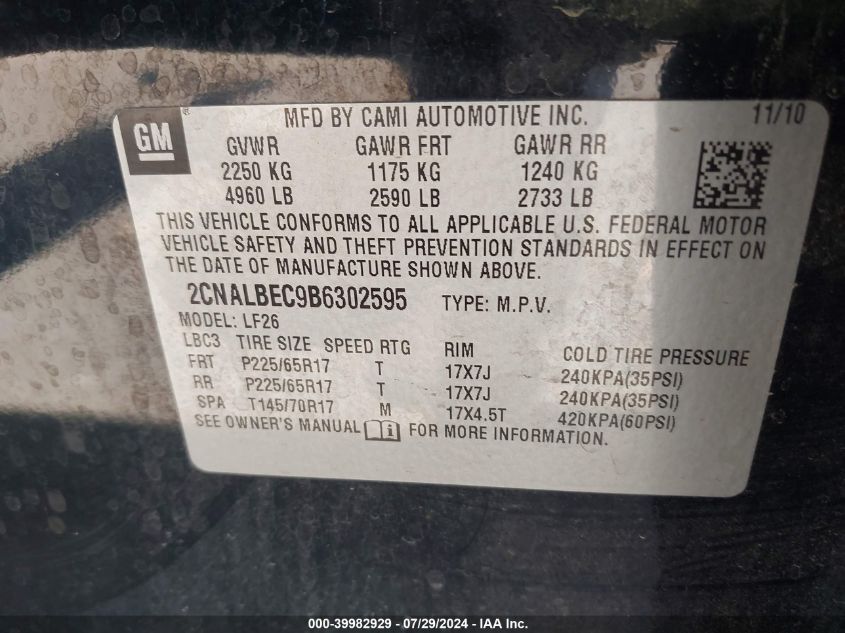 GM
MFD BY CAMI AUTOMOTIVE INC. 11/10
GVWR GAWR FRT GAWR RR
2250 KG 1175 KG 1240 KG
4960 LB 2590 LB 2733 LB
THIS VEHICLE CONFORMS TO ALL APPLICABLE U.S. FEDERAL MOTOR
VEHICLE SAFETY AND THEFT PREVENTION STANDARDS IN EFFECT ON
THE DATE OF MANUFACTURE SHOWN ABOVE.
2CNALBEC9B6302595 TYPE: M.P.V.
MODEL: LF26
LBC3 TIRE SIZE SPEED RTG RIM COLD TIRE PRESSURE
FRT P225/65R17 T 17X7J 240KPA(35PSI)
RR P225/65R17 T 17X7J 240KPA(35PSI)
SPA T145/70R17 M 17X4.5T 420KPA(60PSI)
SEE OWNER'S MANUAL FOR MORE INFORMATION.
000-39982929 - 07/29/2024 - IAA Inc.